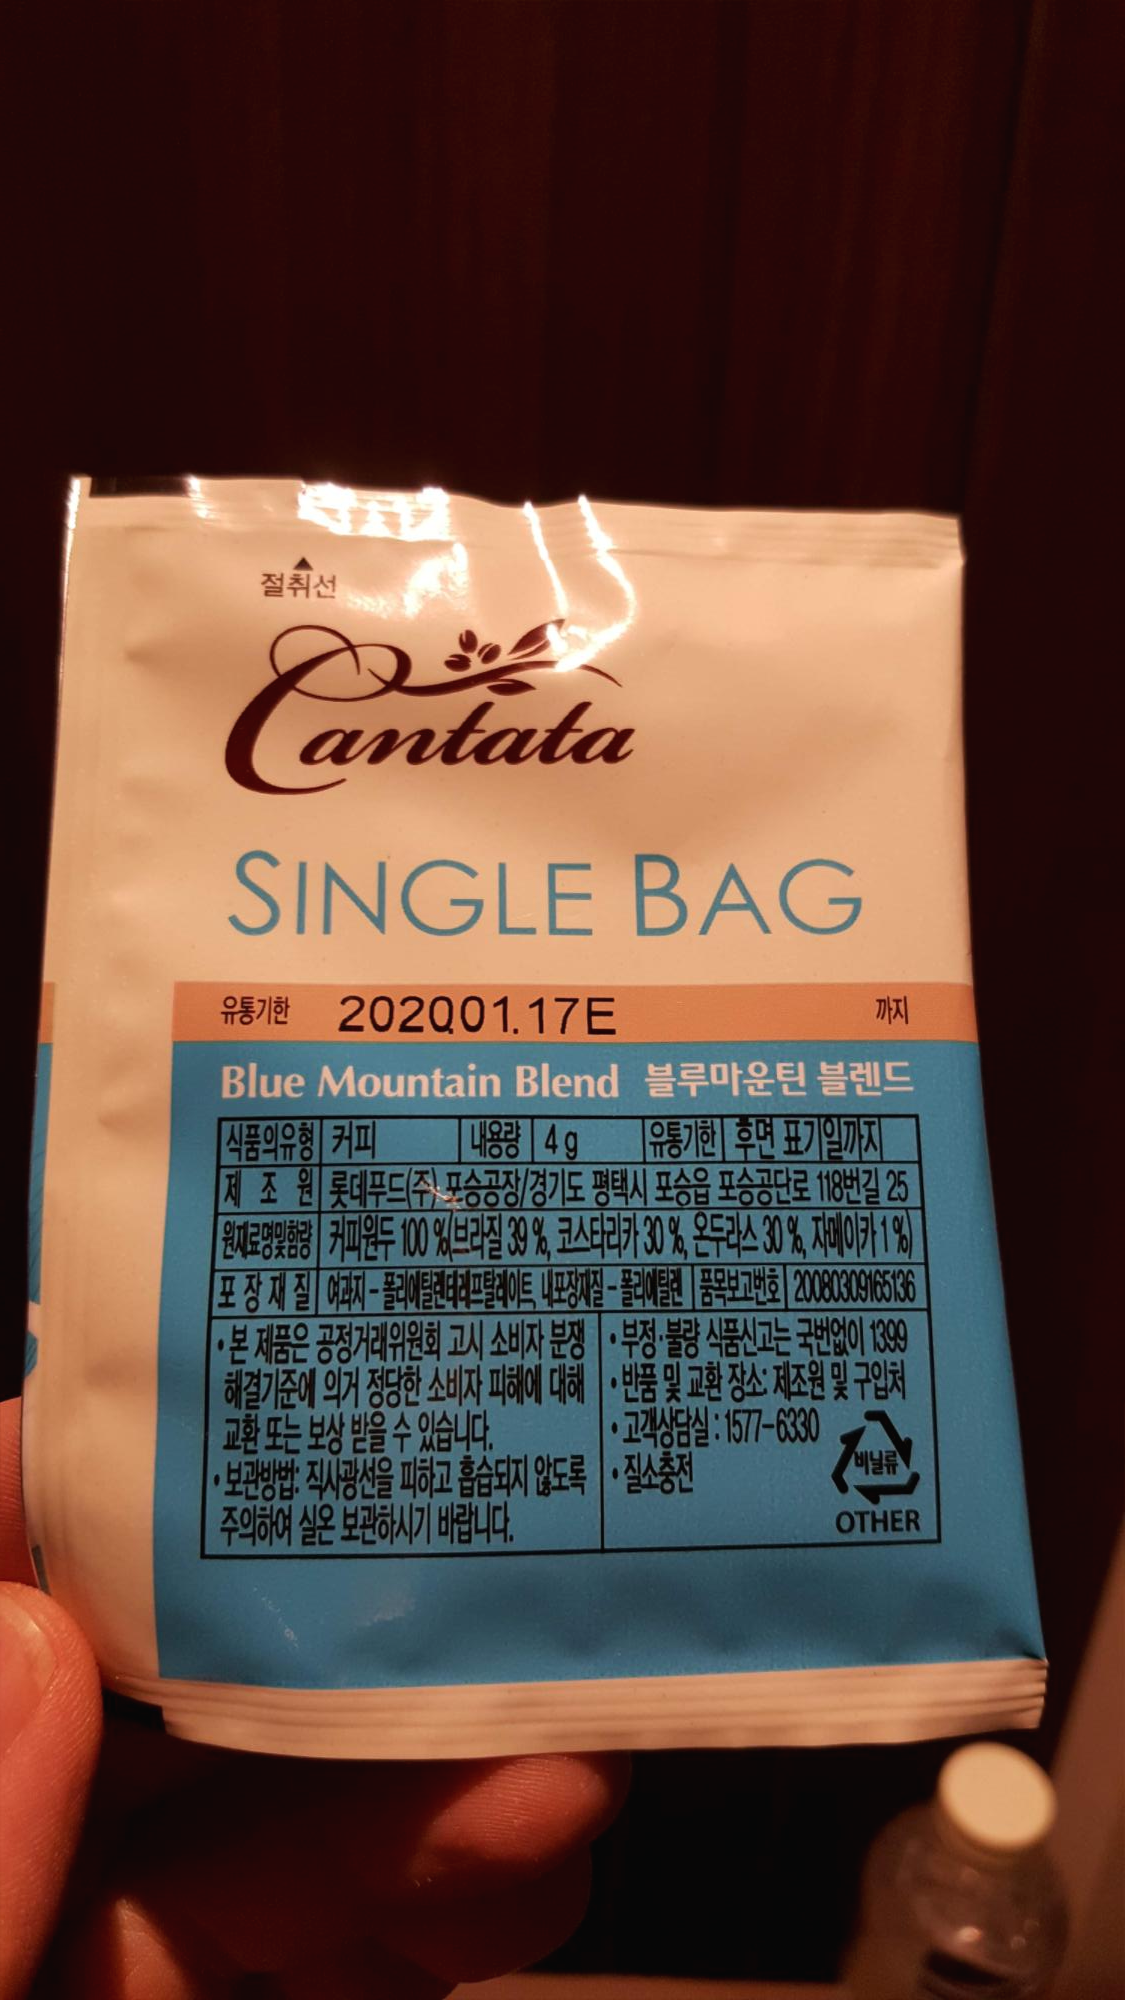 절취선
Cantata
SINGLE BAG
유통기한 2020.01.17E 까지
Blue Mountain Blend 블루마운틴 블렌드
식품의유형 커피 내용량 4 g 유통기한 후면 표기일까지
제 조 원 롯데푸드(주) 포승공장/경기도 평택시 포승읍 포승공단로 118번길 25
원재료명및함량 커피원두 100 %(브라질 39 %, 코스타리카 30 %, 온두라스 30 %, 자메이카 1 %)
포 장 재 질 여과지 - 폴리에틸렌테레프탈레이트, 내포장재질 - 폴리에틸렌 품목보고번호 20080309165136
• 본 제품은 공정거래위원회 고시 소비자 분쟁
해결기준에 의거 정당한 소비자 피해에 대해
교환 또는 보상 받을 수 있습니다.
• 보관방법: 직사광선을 피하고 흡습되지 않도록
주의하여 실온 보관하시기 바랍니다.
• 부정·불량 식품신고는 국번없이 1399
• 반품 및 교환 장소: 제조원 및 구입처
• 고객상담실 : 1577-6330
• 질소충전
비닐류
OTHER